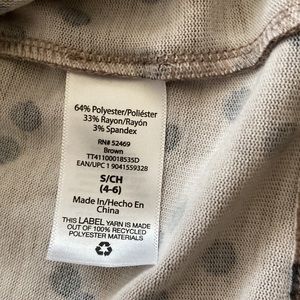 64% Polyester/Poliéster
33% Rayon/Rayón
3% Spandex
RN# 52469
Brown
TT41100018535D
EAN/UPC 1 9041559328
S/CH
(4-6)
Made In/Hecho En
China
THIS LABEL YARN IS MADE
OUT OF 100% RECYCLED
POLYESTER MATERIALS